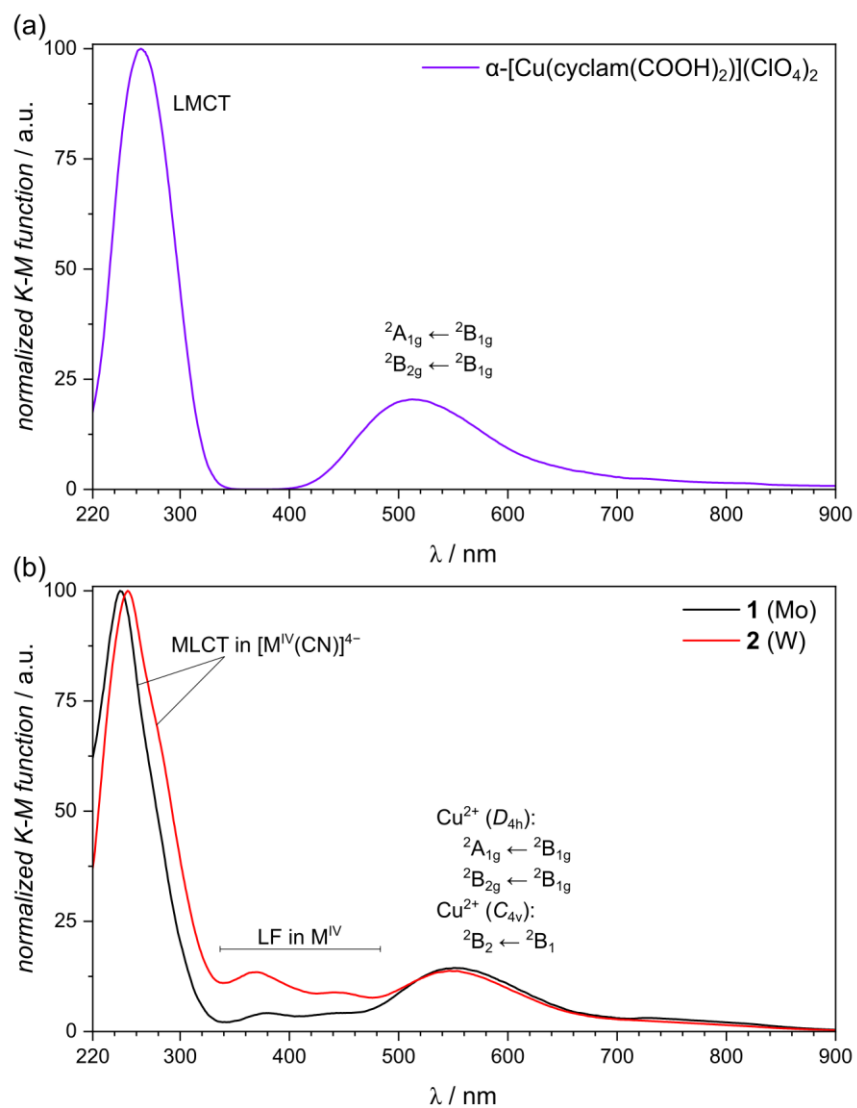 (a)
α-[Cu(cyclam(COOH)₂)](ClO₄)₂
LMCT
²A₁g ← ²B₁g
²B₂g ← ²B₁g
normalized K-M function / a.u.
100
75
50
25
0
220 300 400 500 600 700 800 900
λ / nm
(b)
1 (Mo)
2 (W)
MLCT in [Mᴵⱽ(CN)]⁴⁻
Cu²⁺ (D₄h):
²A₁g ← ²B₁g
²B₂g ← ²B₁g
Cu²⁺ (C₄v):
²B₂ ← ²B₁
LF in Mᴵⱽ
normalized K-M function / a.u.
100
75
50
25
0
220 300 400 500 600 700 800 900
λ / nm